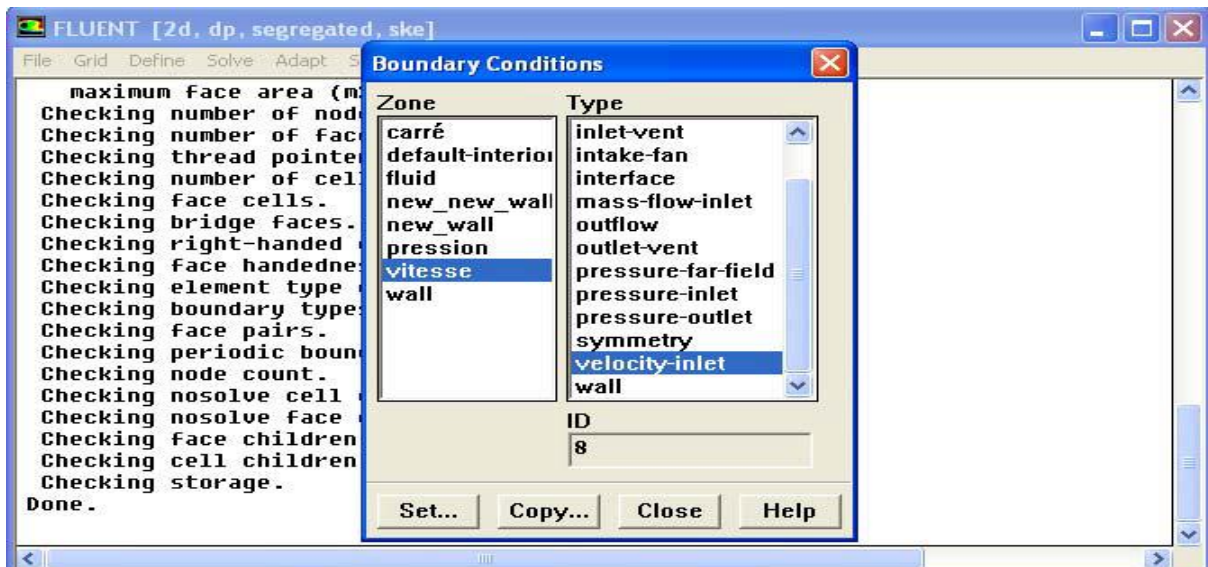 FLUENT [2d, dp, segregated, ske]
File Grid Define Solve Adapt
maximum face area
Checking number of
Checking number of
Checking thread
Checking number of
Checking face cells.
Checking bridge faces.
Checking right-handed
Checking face
Checking element type
Checking boundary
Checking face pairs.
Checking periodic
Checking node count.
Checking nosolve cell
Checking nosolve face
Checking face children
Checking cell children
Checking storage.
Done.
Boundary Conditions
Zone
carré
default-interior
fluid
new_new_wall
new_wall
pression
vitesse
wall
Type
inlet-vent
intake-fan
interface
mass-flow-inlet
outflow
outlet-vent
pressure-far-field
pressure-inlet
pressure-outlet
symmetry
velocity-inlet
wall
ID
8
Set... Copy... Close Help